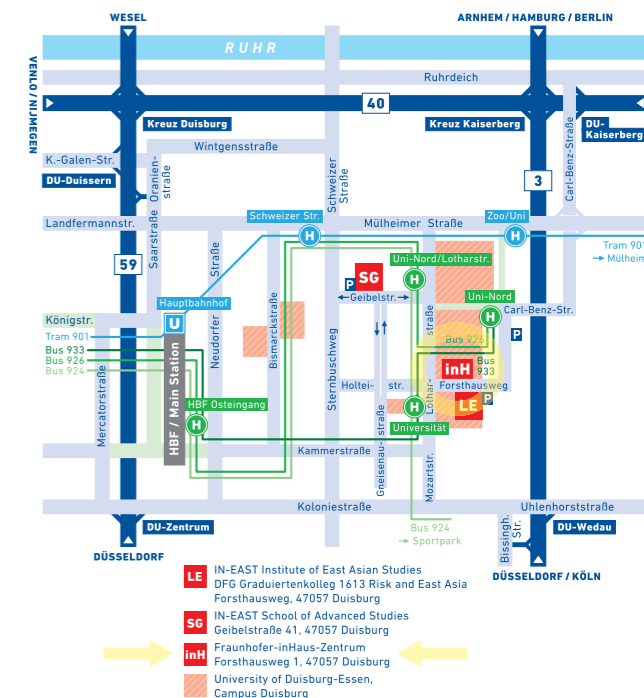 WESEL
ARNHEM / HAMBURG / BERLIN
RUHR
VENLO / NIJMEGEN
Ruhrdeich
40
Kreuz Duisburg
Kreuz Kaiserberg
DU-
Kaiserberg
Carl-Benz-Straße
Wintgensstraße
K.-Galen-Str.
DU-Duissern
Oranien-
straße
Schweizer
Straße
3
Landfermannstr.
Saarstraße
Schweizer Str.
Mülheimer Straße
Zoo/Uni
H
H
Tram 901
→ Mülheim
59
Straße
Neudorfer
Uni-Nord/Lotharstr.
H
SG
P
Geibelstr.
Hauptbahnhof
U
Uni-Nord
H
Carl-Benz-Str.
P
Königstr.
Tram 901
Bus 933
Bus 926
Bus 924
Bismarckstraße
Sternbuschweg
straße
Lothar-
Bus 926
Bus
933
inH
Mercatorstraße
HBF / Main Station
Holtei- str.
Forsthausweg
LE
P
HBF Osteingang
H
H
Universität
Gneisenau-straße
Mozartstr.
Kammerstraße
Koloniestraße
Uhlenhorststraße
DU-Zentrum
Bus 924
→ Sportpark
Bissingh.
Str.
DU-Wedau
DÜSSELDORF
DÜSSELDORF / KÖLN
LE
IN-EAST Institute of East Asian Studies
DFG Graduiertenkolleg 1613 Risk and East Asia
Forsthausweg, 47057 Duisburg
SG
IN-EAST School of Advanced Studies
Geibelstraße 41, 47057 Duisburg
inH
Fraunhofer-inHaus-Zentrum
Forsthausweg 1, 47057 Duisburg
University of Duisburg-Essen,
Campus Duisburg